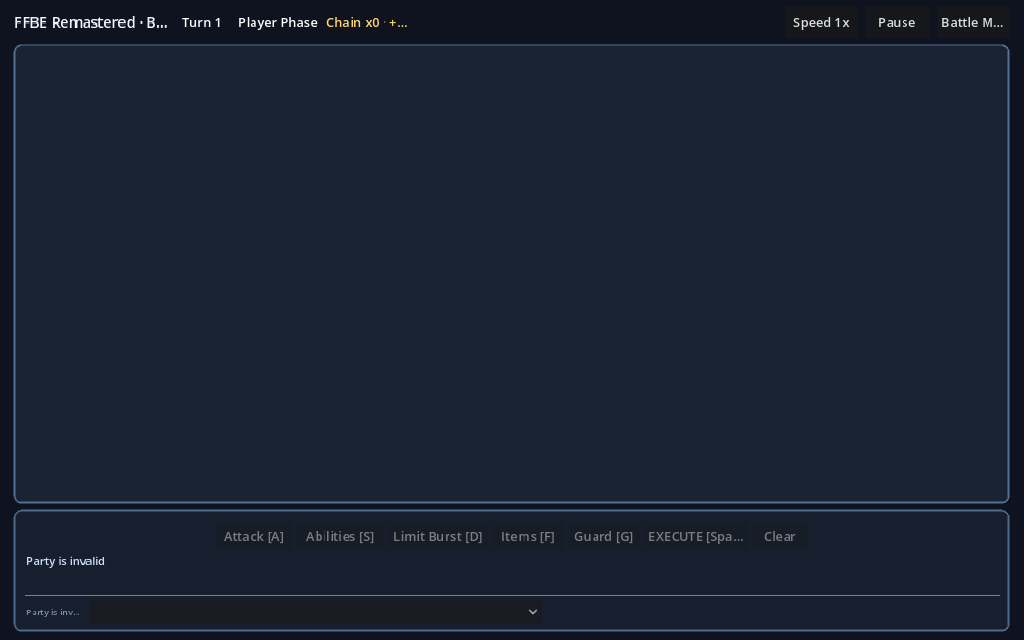 FFBE Remastered · B... Turn 1 Player Phase Chain x0 · +... Speed 1x Pause Battle M...
Attack [A] Abilities [S] Limit Burst [D] Items [F] Guard [G] EXECUTE [Spa... Clear
Party is invalid
Party is inv...